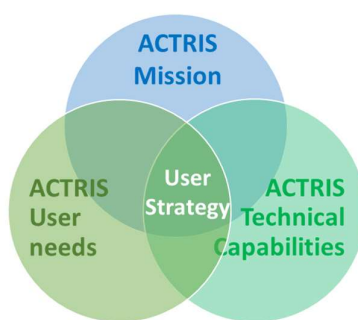 ACTRIS
Mission
User
Strategy
ACTRIS
User
needs
ACTRIS
Technical
Capabilities